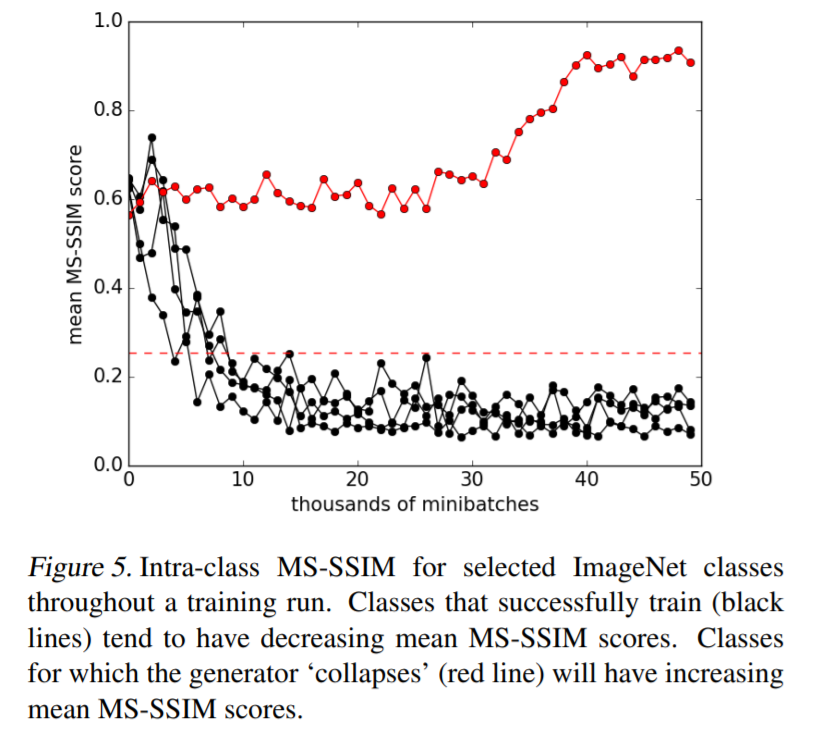 1.0
0.8
0.6
0.4
0.2
0.0
mean MS-SSIM score
0 10 20 30 40 50
thousands of minibatches
Figure 5. Intra-class MS-SSIM for selected ImageNet classes
throughout a training run. Classes that successfully train (black
lines) tend to have decreasing mean MS-SSIM scores. Classes
for which the generator ‘collapses’ (red line) will have increasing
mean MS-SSIM scores.